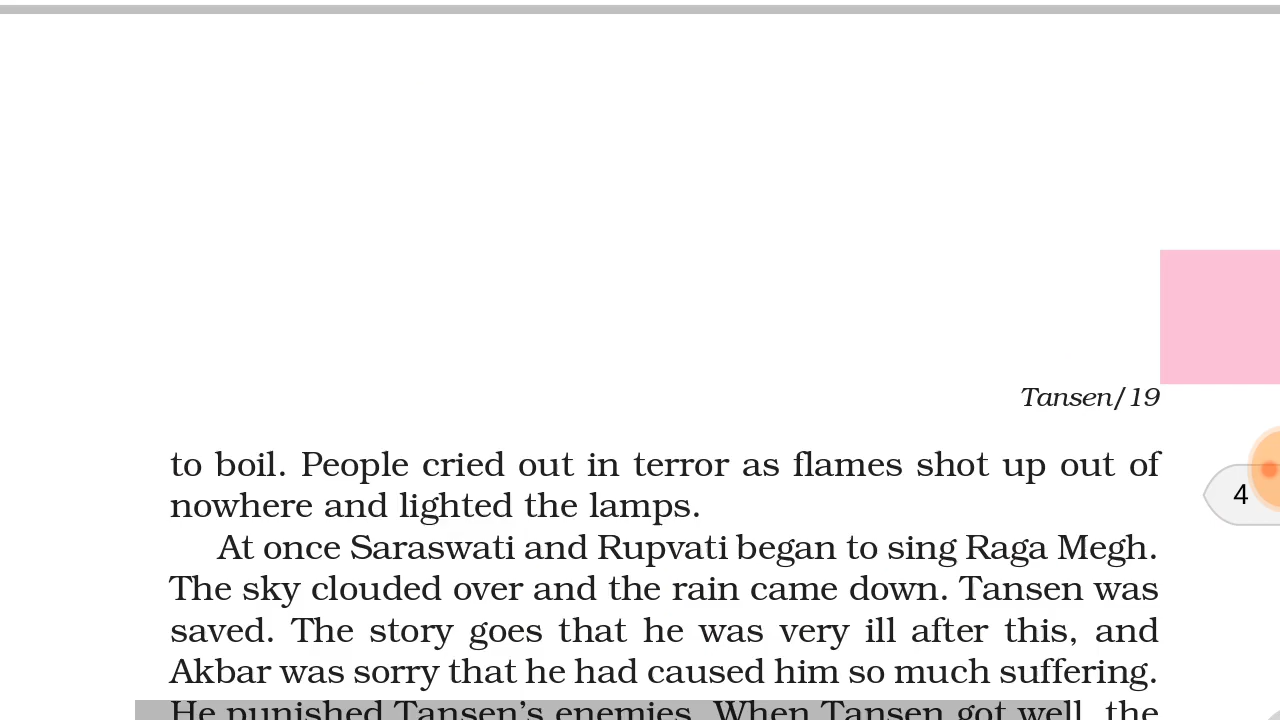 Tansen/19
to boil. People cried out in terror as flames shot up out of
nowhere and lighted the lamps.
At once Saraswati and Rupvati began to sing Raga Megh.
The sky clouded over and the rain came down. Tansen was
saved. The story goes that he was very ill after this, and
Akbar was sorry that he had caused him so much suffering.
He punished Tansen’s enemies. When Tansen got well, the
4